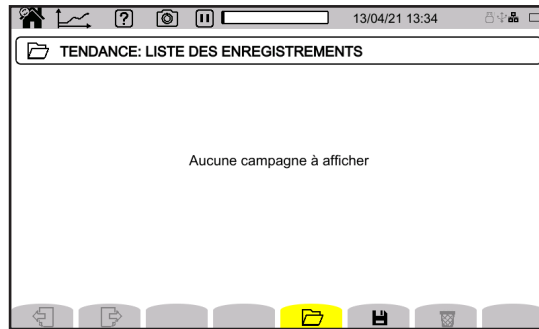 13/04/21 13:34
TENDANCE: LISTE DES ENREGISTREMENTS
Aucune campagne à afficher